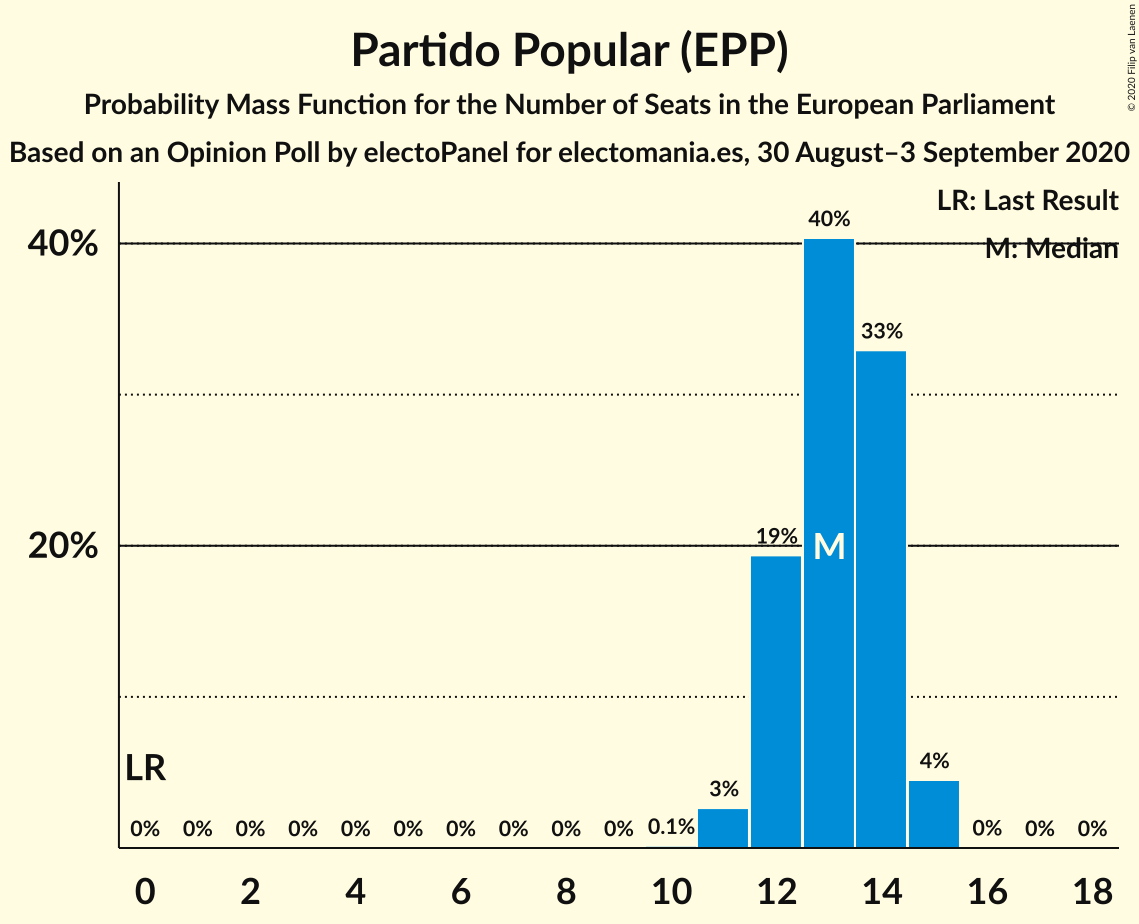 Partido Popular (EPP)
Probability Mass Function for the Number of Seats in the European Parliament
Based on an Opinion Poll by electoPanel for electomania.es, 30 August–3 September 2020
© 2020 Filip van Laenen
LR: Last Result
M: Median
40%
20%
40%
33%
19%
M
LR
4%
3%
0% 0% 0% 0% 0% 0% 0% 0% 0% 0% 0.1% 0% 0% 0%
0 2 4 6 8 10 12 14 16 18